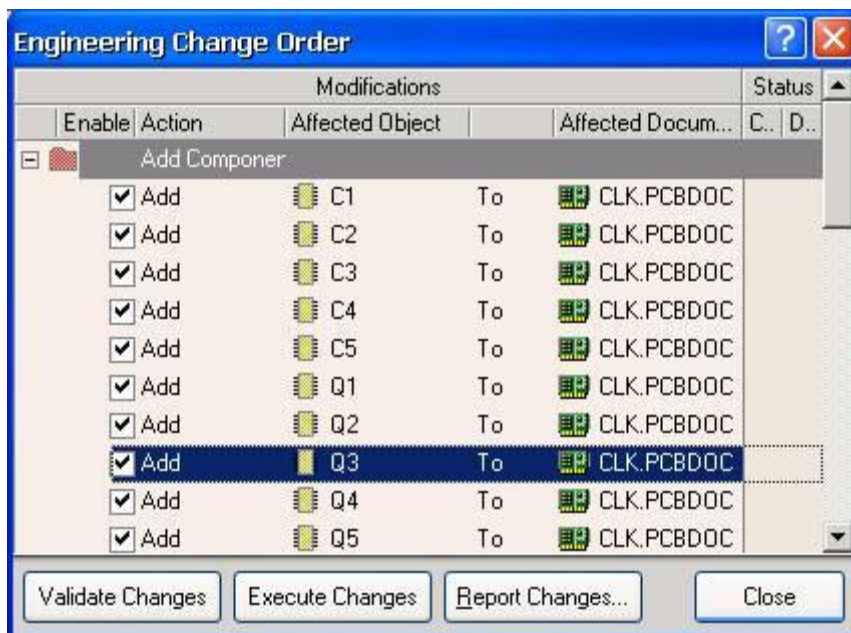 Engineering Change Order
Modifications Status
Enable Action Affected Object Affected Docum... C.. D..
Add Componer
Add C1 To CLK.PCBDOC
Add C2 To CLK.PCBDOC
Add C3 To CLK.PCBDOC
Add C4 To CLK.PCBDOC
Add C5 To CLK.PCBDOC
Add Q1 To CLK.PCBDOC
Add Q2 To CLK.PCBDOC
Add Q3 To CLK.PCBDOC
Add Q4 To CLK.PCBDOC
Add Q5 To CLK.PCBDOC
Validate Changes Execute Changes Report Changes... Close